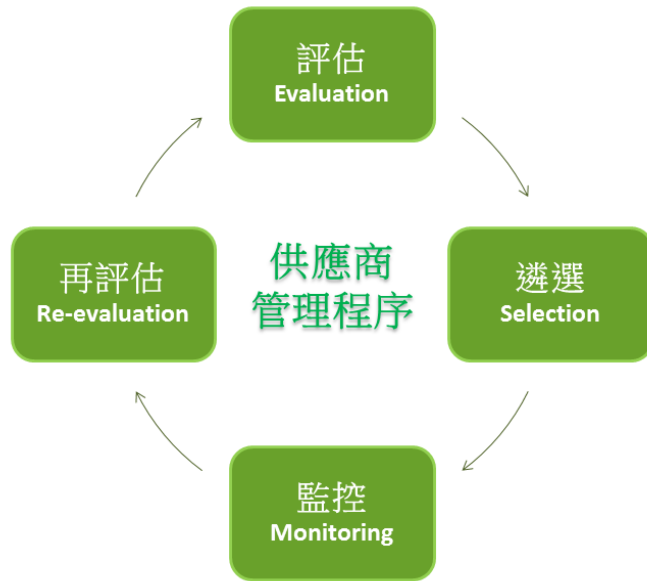 評估
Evaluation
遴選
Selection
監控
Monitoring
再評估
Re-evaluation
供應商
管理程序